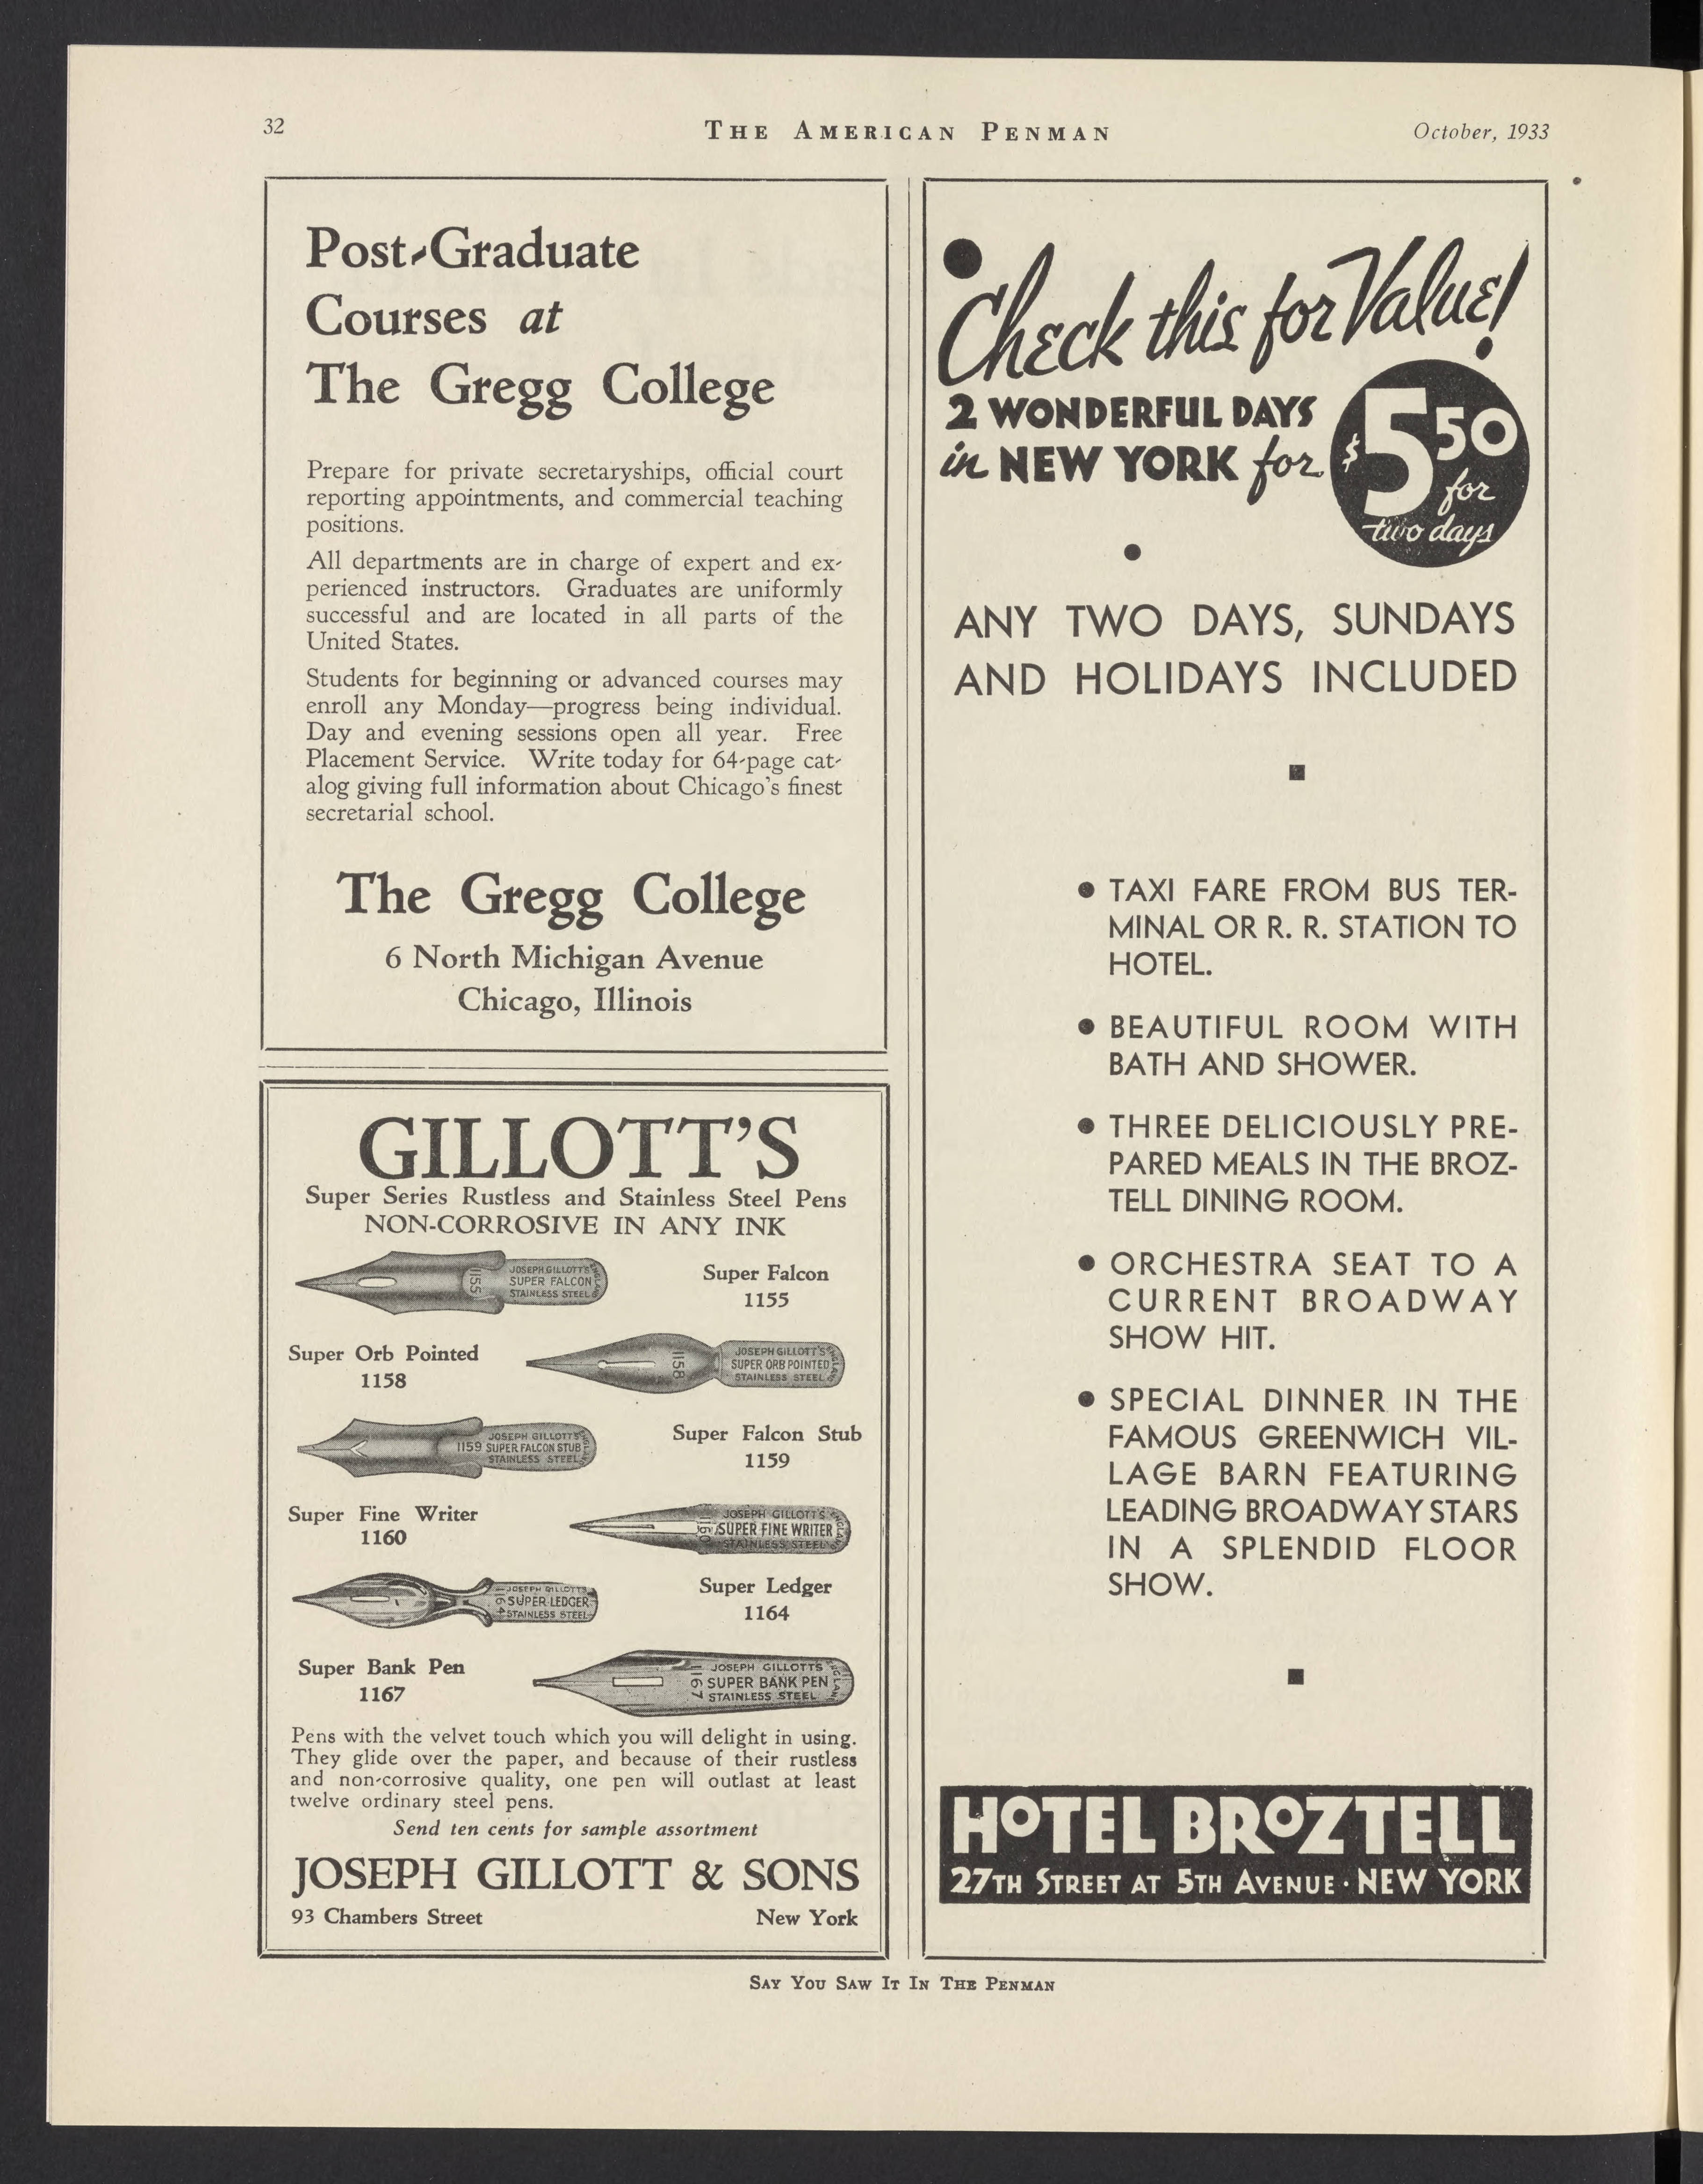 32
THE AMERICAN PENMAN
October, 1933
Post-Graduate
Courses at
The Gregg College
Prepare for private secretaryships, official court
reporting appointments, and commercial teaching
positions.
All departments are in charge of expert and ex-
perienced instructors. Graduates are uniformly
successful and are located in all parts of the
United States.
Students for beginning or advanced courses may
enroll any Monday—progress being individual.
Day and evening sessions open all year. Free
Placement Service. Write today for 64-page cat-
alog giving full information about Chicago's finest
secretarial school.
The Gregg College
6 North Michigan Avenue
Chicago, Illinois
GILLOTT'S
Super Series Rustless and Stainless Steel Pens
NON-CORROSIVE IN ANY INK
1155
JOSEPH GILLOTT'S
SUPER FALCON
STAINLESS STEEL
ENGLAND
Super Falcon
1155
Super Orb Pointed
1158
1158
JOSEPH GILLOTT'S
SUPER ORB POINTED
STAINLESS STEEL
ENGLAND
JOSEPH GILLOTT'S
1159 SUPER FALCON STUB
STAINLESS STEEL
ENGLAND
Super Falcon Stub
1159
Super Fine Writer
1160
1160
JOSEPH GILLOTT'S
SUPER FINE WRITER
STAINLESS STEEL
ENGLAND
1164
JOSEPH GILLOTT'S
SUPER LEDGER
STAINLESS STEEL
Super Ledger
1164
Super Bank Pen
1167
1167
JOSEPH GILLOTTS
SUPER BANK PEN
STAINLESS STEEL
ENGLAND
Pens with the velvet touch which you will delight in using.
They glide over the paper, and because of their rustless
and non-corrosive quality, one pen will outlast at least
twelve ordinary steel pens.
Send ten cents for sample assortment
JOSEPH GILLOTT & SONS
93 Chambers Street New York
Check this for Value!
2 WONDERFUL DAYS
in NEW YORK for
$5.50
for
two days
ANY TWO DAYS, SUNDAYS
AND HOLIDAYS INCLUDED
● TAXI FARE FROM BUS TER-
MINAL OR R. R. STATION TO
HOTEL.
● BEAUTIFUL ROOM WITH
BATH AND SHOWER.
● THREE DELICIOUSLY PRE-
PARED MEALS IN THE BROZ-
TELL DINING ROOM.
● ORCHESTRA SEAT TO A
CURRENT BROADWAY
SHOW HIT.
● SPECIAL DINNER IN THE
FAMOUS GREENWICH VIL-
LAGE BARN FEATURING
LEADING BROADWAY STARS
IN A SPLENDID FLOOR
SHOW.
HOTEL BROZTELL
27TH STREET AT 5TH AVENUE · NEW YORK
SAY YOU SAW IT IN THE PENMAN